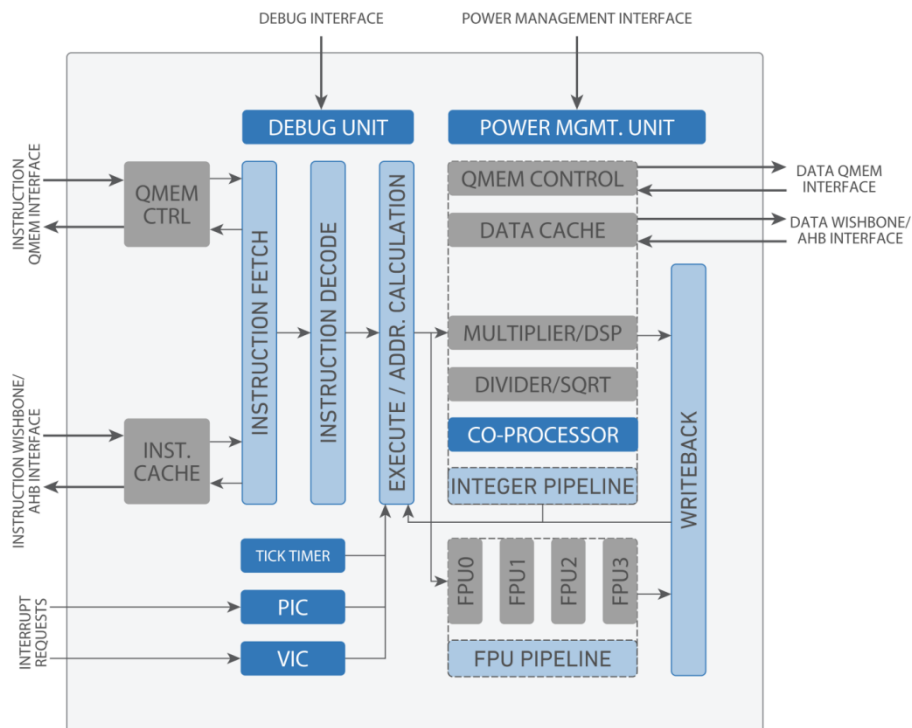 DEBUG INTERFACE
POWER MANAGEMENT INTERFACE
DEBUG UNIT
POWER MGMT. UNIT
INSTRUCTION
QMEM INTERFACE
QMEM
CTRL
INSTRUCTION FETCH
INSTRUCTION DECODE
EXECUTE / ADDR. CALCULATION
QMEM CONTROL
DATA QMEM
INTERFACE
DATA CACHE
DATA WISHBONE/
AHB INTERFACE
MULTIPLIER/DSP
DIVIDER/SQRT
CO-PROCESSOR
INTEGER PIPELINE
WRITEBACK
INSTRUCTION WISHBONE/
AHB INTERFACE
INST.
CACHE
TICK TIMER
PIC
VIC
INTERRUPT
REQUESTS
FPU0
FPU1
FPU2
FPU3
FPU PIPELINE